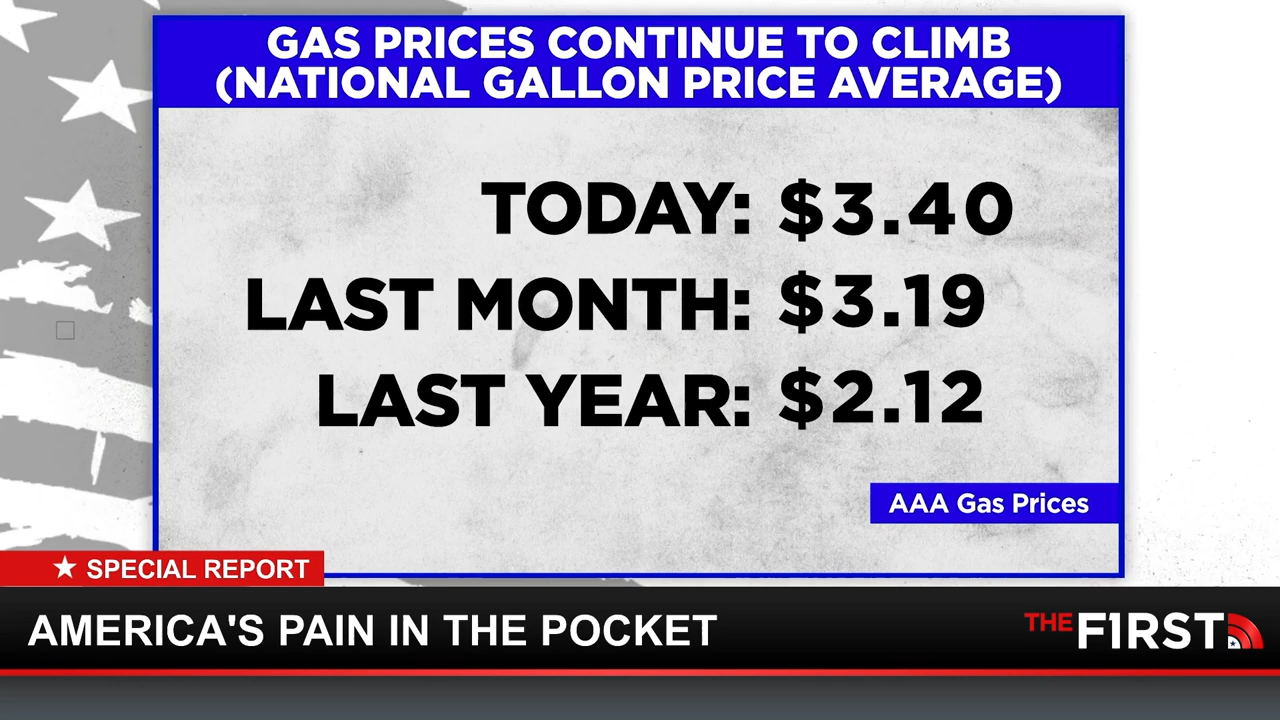 GAS PRICES CONTINUE TO CLIMB
(NATIONAL GALLON PRICE AVERAGE)
TODAY: $3.40
LAST MONTH: $3.19
LAST YEAR: $2.12
AAA Gas Prices
SPECIAL REPORT
AMERICA'S PAIN IN THE POCKET
THE FIRST